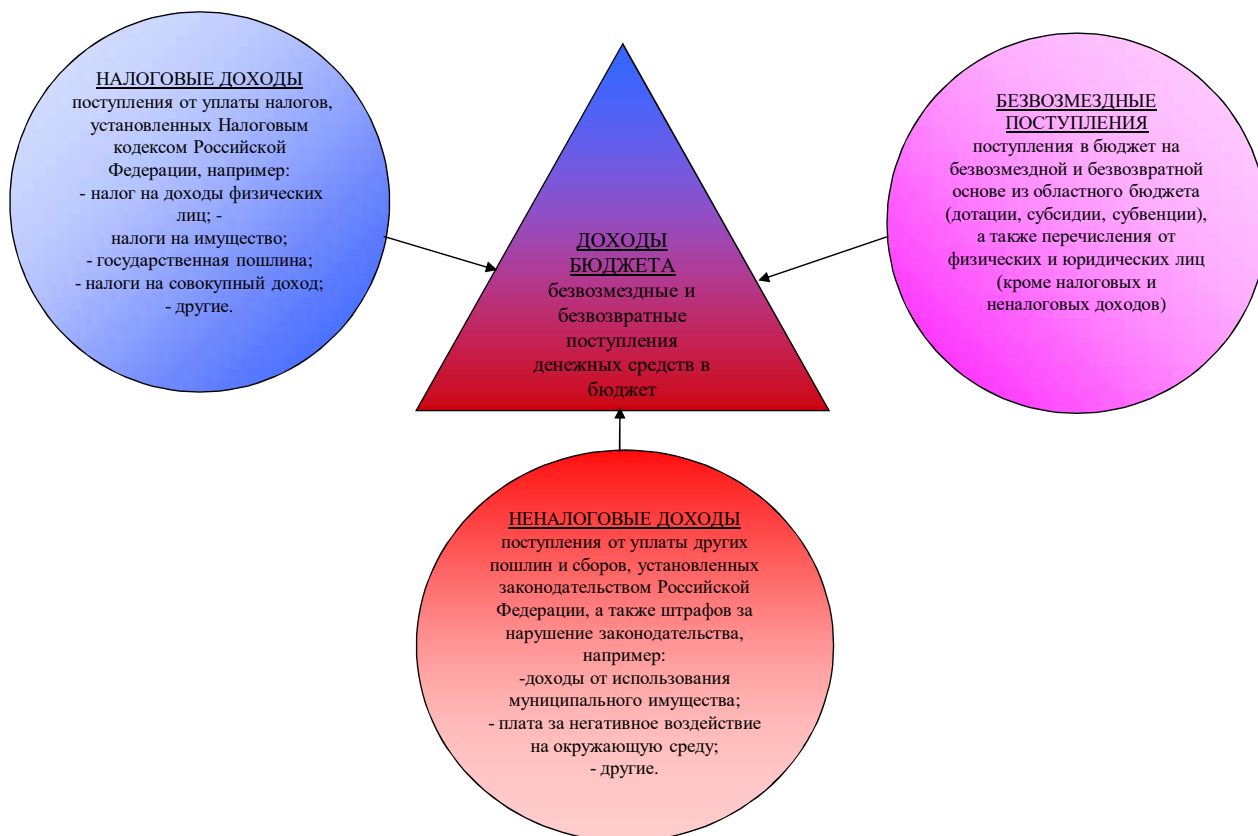 НАЛОГОВЫЕ ДОХОДЫ
поступления от уплаты налогов,
установленных Налоговым
кодексом Российской
Федерации, например:
- налог на доходы физических
лиц; -
налоги на имущество;
- государственная пошлина;
- налоги на совокупный доход;
- другие.
ДОХОДЫ
БЮДЖЕТА
безвозмездные и
безвозвратные
поступления
денежных средств в
бюджет
БЕЗВОЗМЕЗДНЫЕ
ПОСТУПЛЕНИЯ
поступления в бюджет на
безвозмездной и безвозвратной
основе из областного бюджета
(дотации, субсидии, субвенции),
а также перечисления от
физических и юридических лиц
(кроме налоговых и
неналоговых доходов)
НЕНАЛОГОВЫЕ ДОХОДЫ
поступления от уплаты других
пошлин и сборов, установленных
законодательством Российской
Федерации, а также штрафов за
нарушение законодательства,
например:
-доходы от использования
муниципального имущества;
- плата за негативное воздействие
на окружающую среду;
- другие.